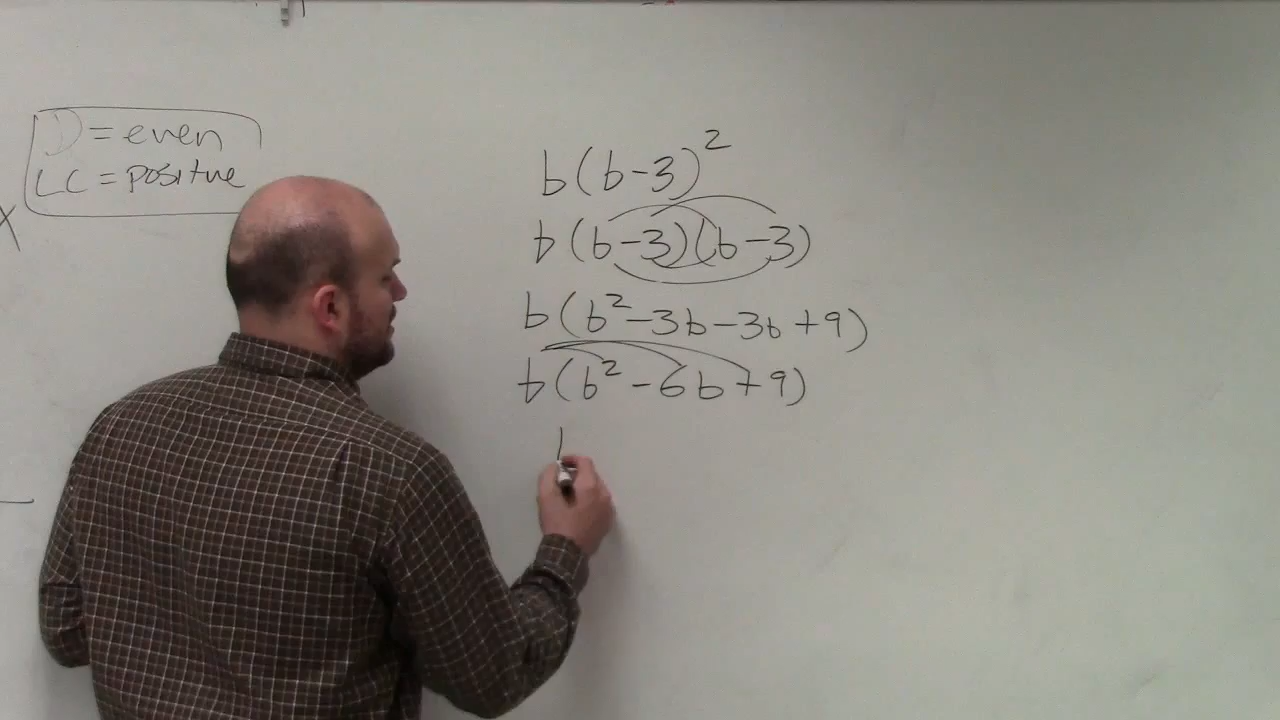 D = even
LC = positive
b(b-3)²
b(b-3)(b-3)
b(b²-3b-3b+9)
b(b²-6b+9)